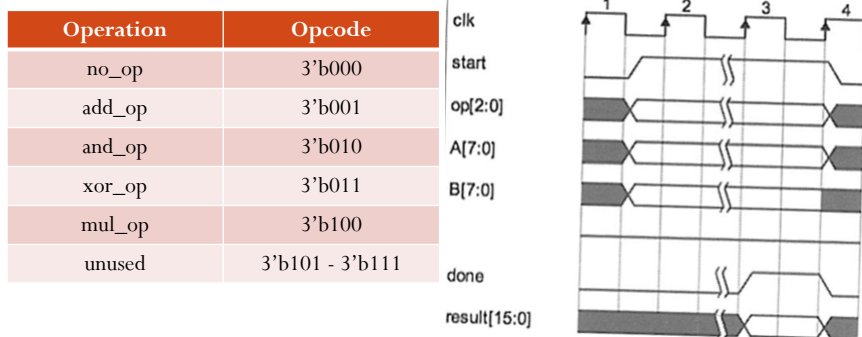 Operation Opcode
no_op 3’b000
add_op 3’b001
and_op 3’b010
xor_op 3’b011
mul_op 3’b100
unused 3’b101 - 3’b111
1 2 3 4
clk
start
op[2:0]
A[7:0]
B[7:0]
done
result[15:0]